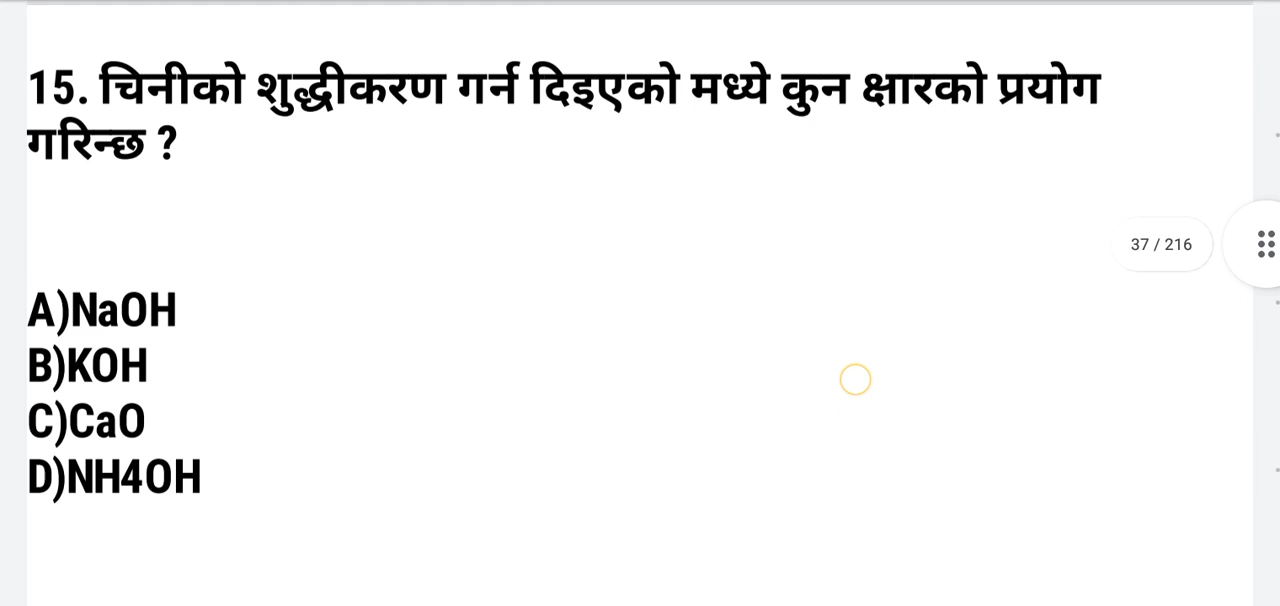 15. चिनीको शुद्धीकरण गर्न दिइएको मध्ये कुन क्षारको प्रयोग
गरिन्छ ?
37 / 216
A)NaOH
B)KOH
C)CaO
D)NH4OH